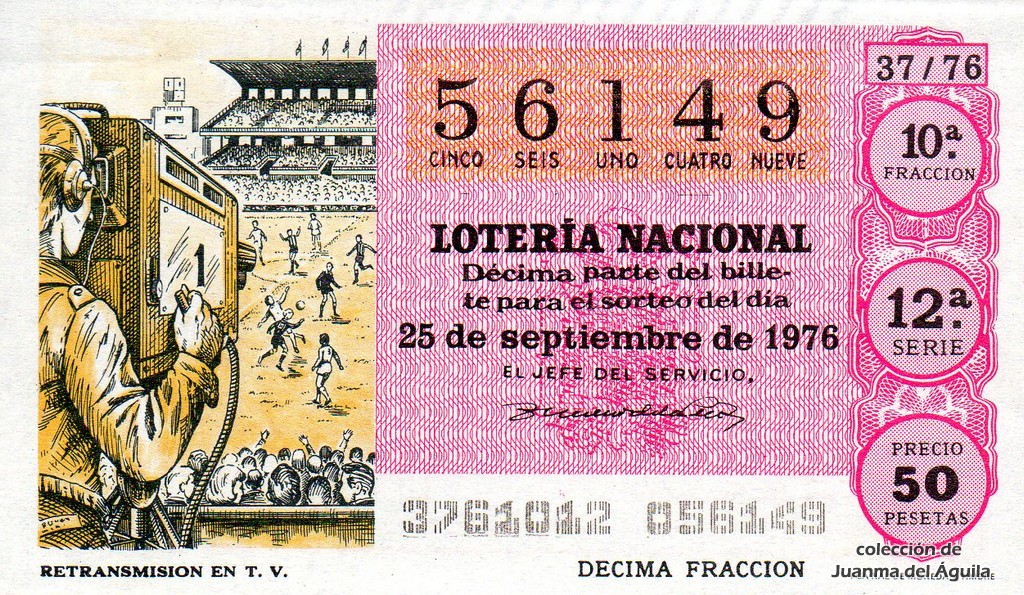 56149
CINCO SEIS UNO CUATRO NUEVE
LOTERÍA NACIONAL
Décima parte del bille-
te para el sorteo del día
25 de septiembre de 1976
EL JEFE DEL SERVICIO,
37/76
10ª.
FRACCION
12ª.
SERIE
PRECIO
50
PESETAS
1
3761012 056149
RETRANSMISION EN T. V.
DECIMA FRACCION
colección de
Juanma del Águila